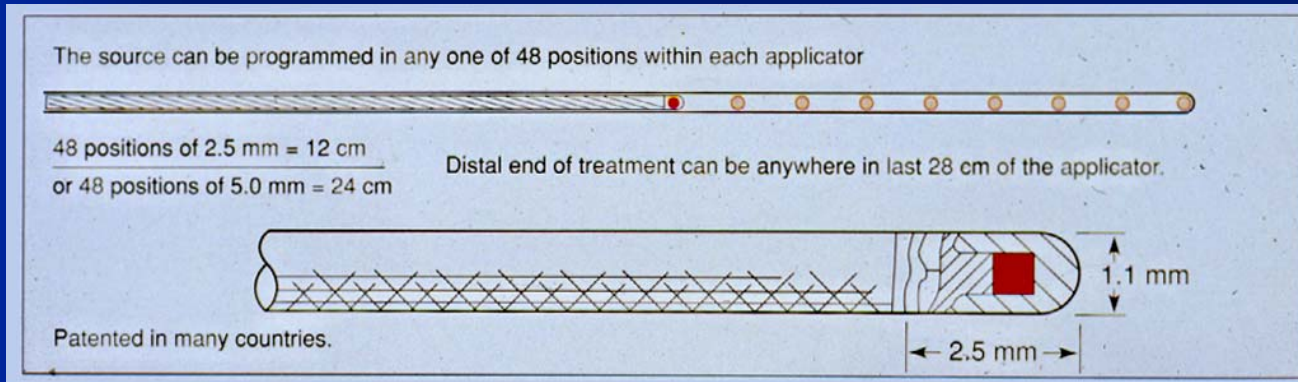 The source can be programmed in any one of 48 positions within each applicator
48 positions of 2.5 mm = 12 cm
or 48 positions of 5.0 mm = 24 cm
Distal end of treatment can be anywhere in last 28 cm of the applicator.
1.1 mm
2.5 mm
Patented in many countries.